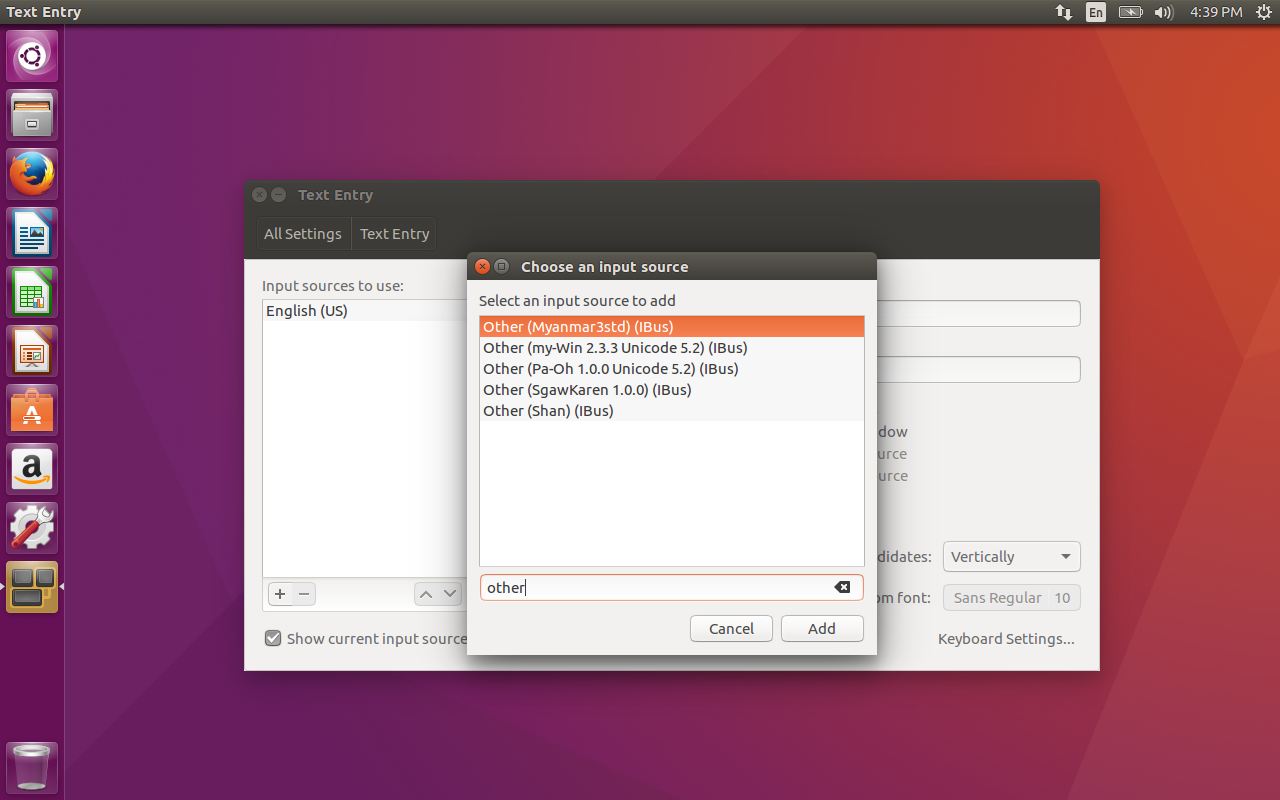 Text Entry
En
4:39 PM
Text Entry
All Settings
Text Entry
Input sources to use:
English (US)
Choose an input source
Select an input source to add
Other (Myanmar3std) (IBus)
Other (my-Win 2.3.3 Unicode 5.2) (IBus)
Other (Pa-Oh 1.0.0 Unicode 5.2) (IBus)
Other (SgawKaren 1.0.0) (IBus)
Other (Shan) (IBus)
other
Cancel
Add
dow
urce
urce
didates:
Vertically
om font:
Sans Regular 10
Show current input source
Keyboard Settings...